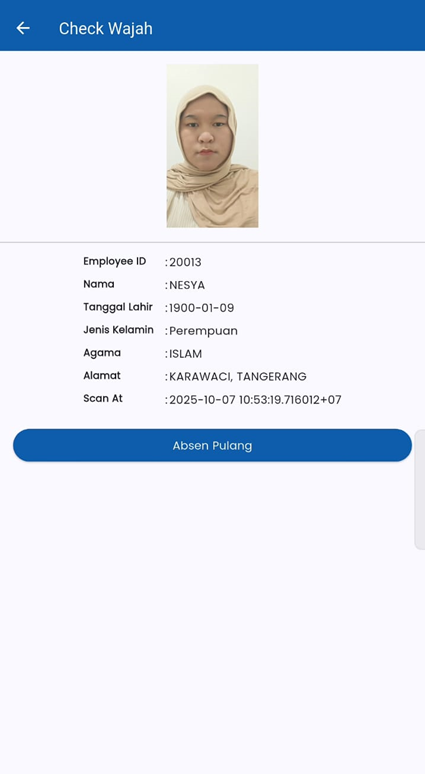 Check Wajah
Employee ID : 20013
Nama : NESYA
Tanggal Lahir : 1900-01-09
Jenis Kelamin : Perempuan
Agama : ISLAM
Alamat : KARAWACI, TANGERANG
Scan At : 2025-10-07 10:53:19.716012+07
Absen Pulang